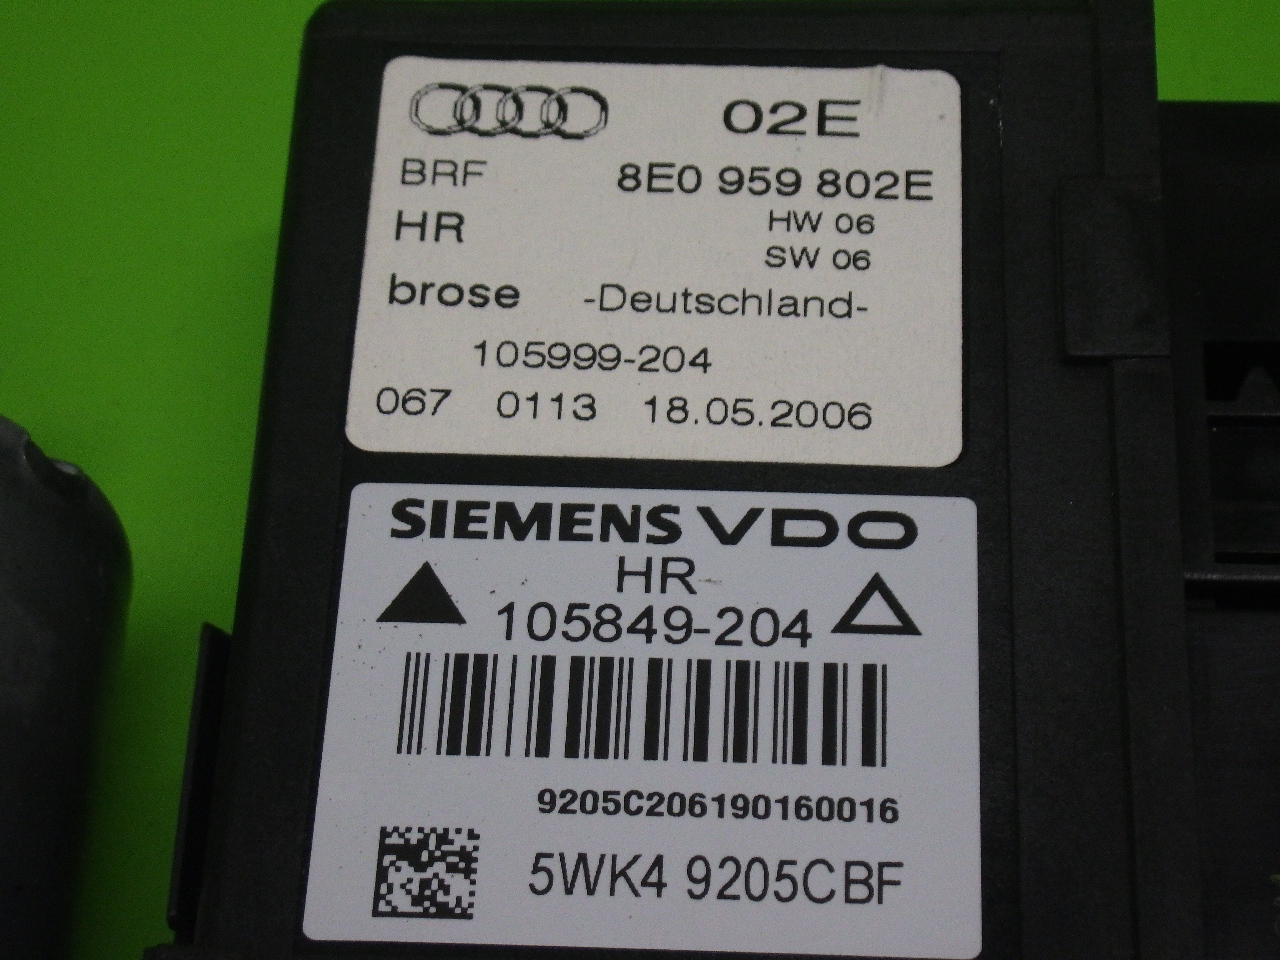 02E
BRF 8E0 959 802E
HR HW 06
SW 06
brose -Deutschland-
105999-204
067 0113 18.05.2006
SIEMENS VDO
HR
105849-204
9205C206190160016
5WK4 9205CBF